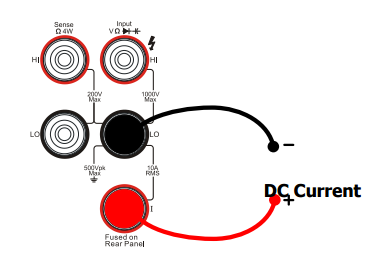 Sense
Ω 4W
Input
V Ω
HI
HI
200V
Max
1000V
Max
LO
LO
500Vpk
Max
10A
RMS
−
DC Current
+
I
Fused on
Rear Panel